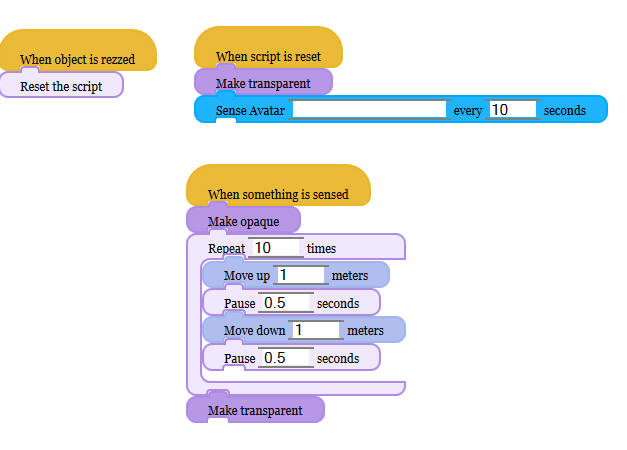 When object is rezzed
Reset the script
When script is reset
Make transparent
Sense Avatar every 10 seconds
When something is sensed
Make opaque
Repeat 10 times
Move up 1 meters
Pause 0.5 seconds
Move down 1 meters
Pause 0.5 seconds
Make transparent